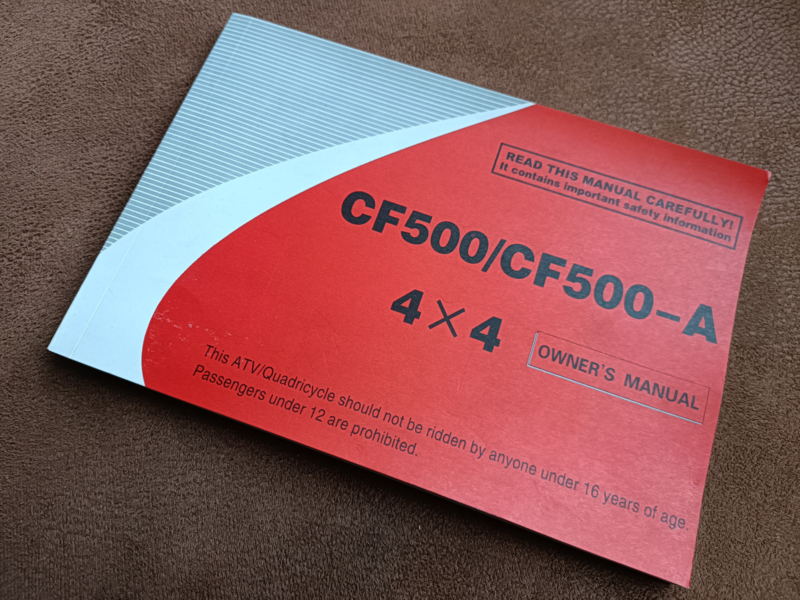 READ THIS MANUAL CAREFULLY!
It contains important safety information
CF500/CF500-A
4×4
OWNER'S MANUAL
This ATV/Quadricycle should not be ridden by anyone under 16 years of age.
Passengers under 12 are prohibited.